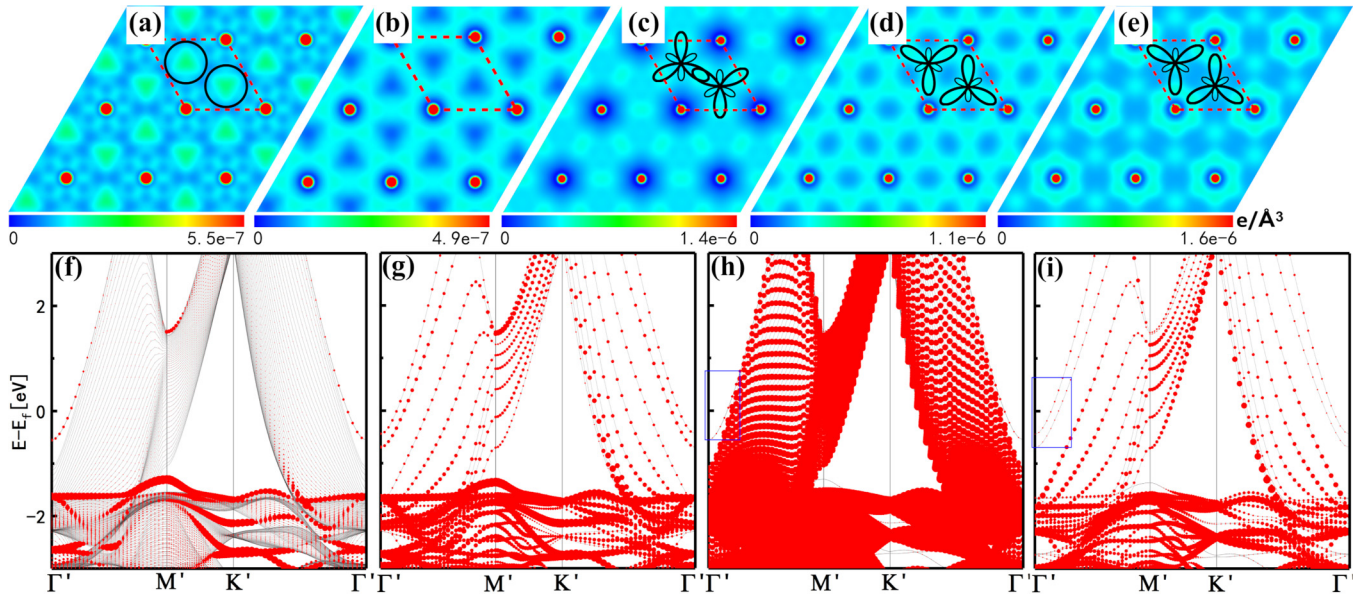 (a) (b) (c) (d) (e)
0 5.5e-7 0 4.9e-7 0 1.4e-6 0 1.1e-6 0 1.6e-6 e/Å³
(f) (g) (h) (i)
2
0
-2
E-E_f [eV]
Γ' M' K' Γ' M' K' Γ' M' K' Γ' M' K' Γ'